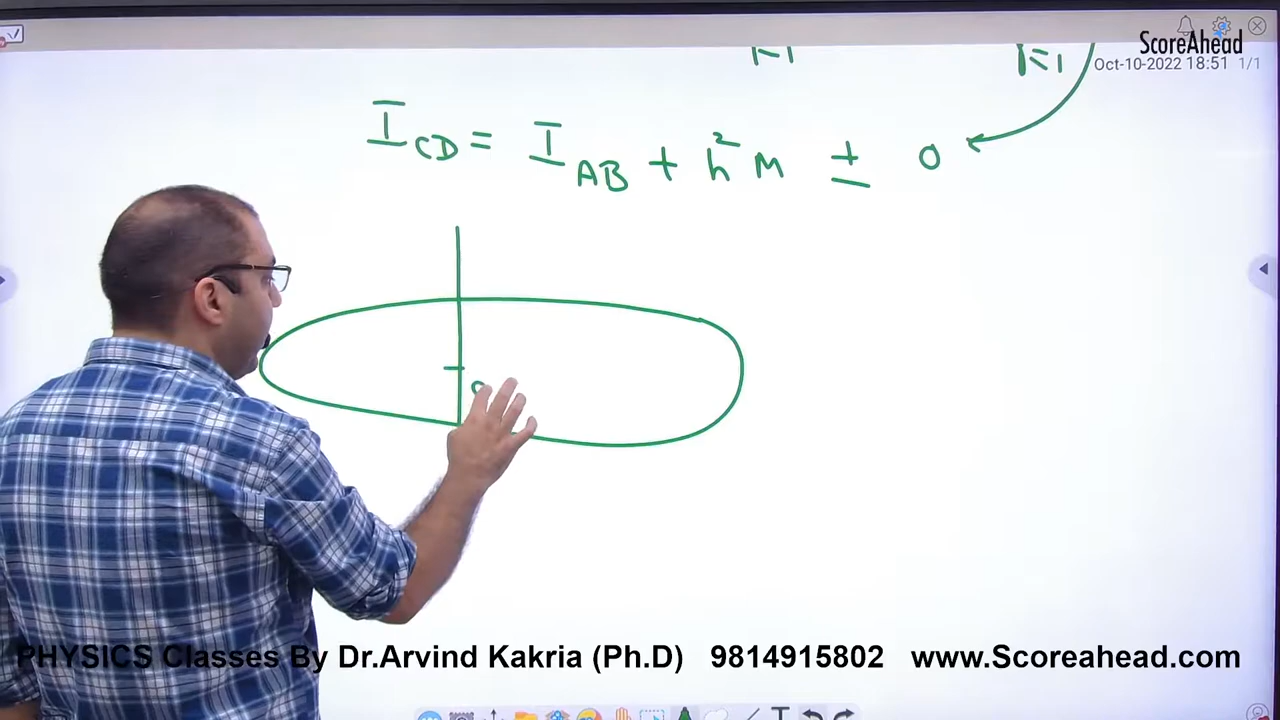 ScoreAhead
Oct-10-2022 18:51 1/1
I_CD = I_AB + h² M ± 0
PHYSICS Classes By Dr.Arvind Kakria (Ph.D) 9814915802 www.Scoreahead.com